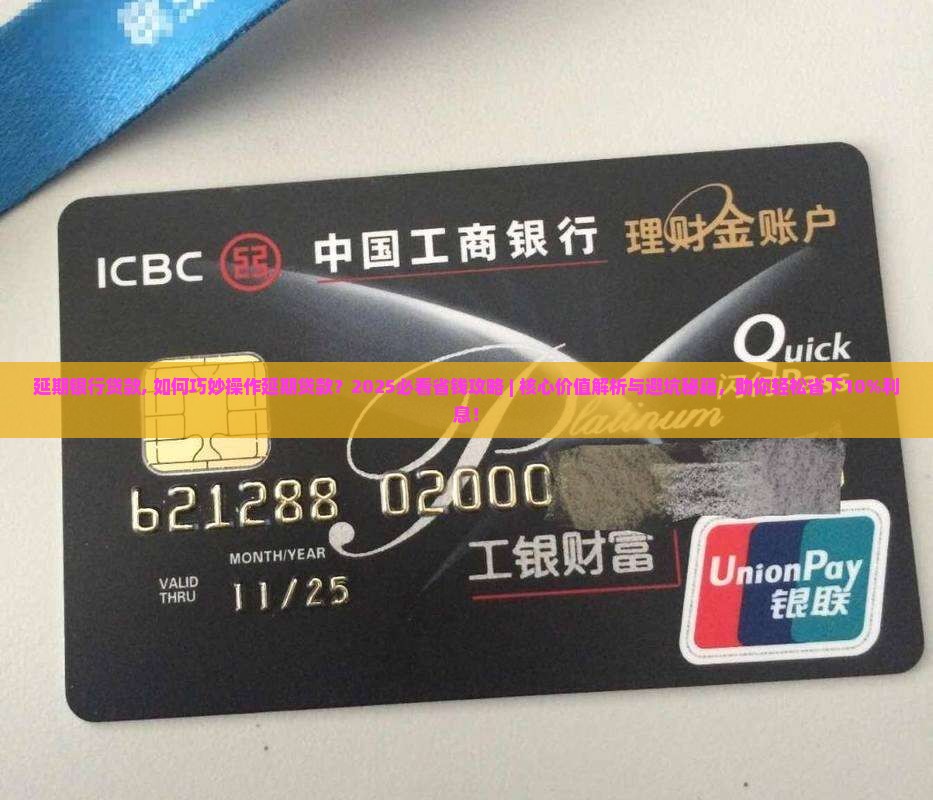 ICBC 中国工商银行 理财金账户
Quick
Pass
延期银行贷款, 如何巧妙操作延期贷款? 2025必看省钱攻略 | 核心价值解析与避坑 助你轻松省下10%利
息!
Platinum
621288 02000
MONTH/YEAR
VALID
THRU
11/25
工银财富
UnionPay
银联